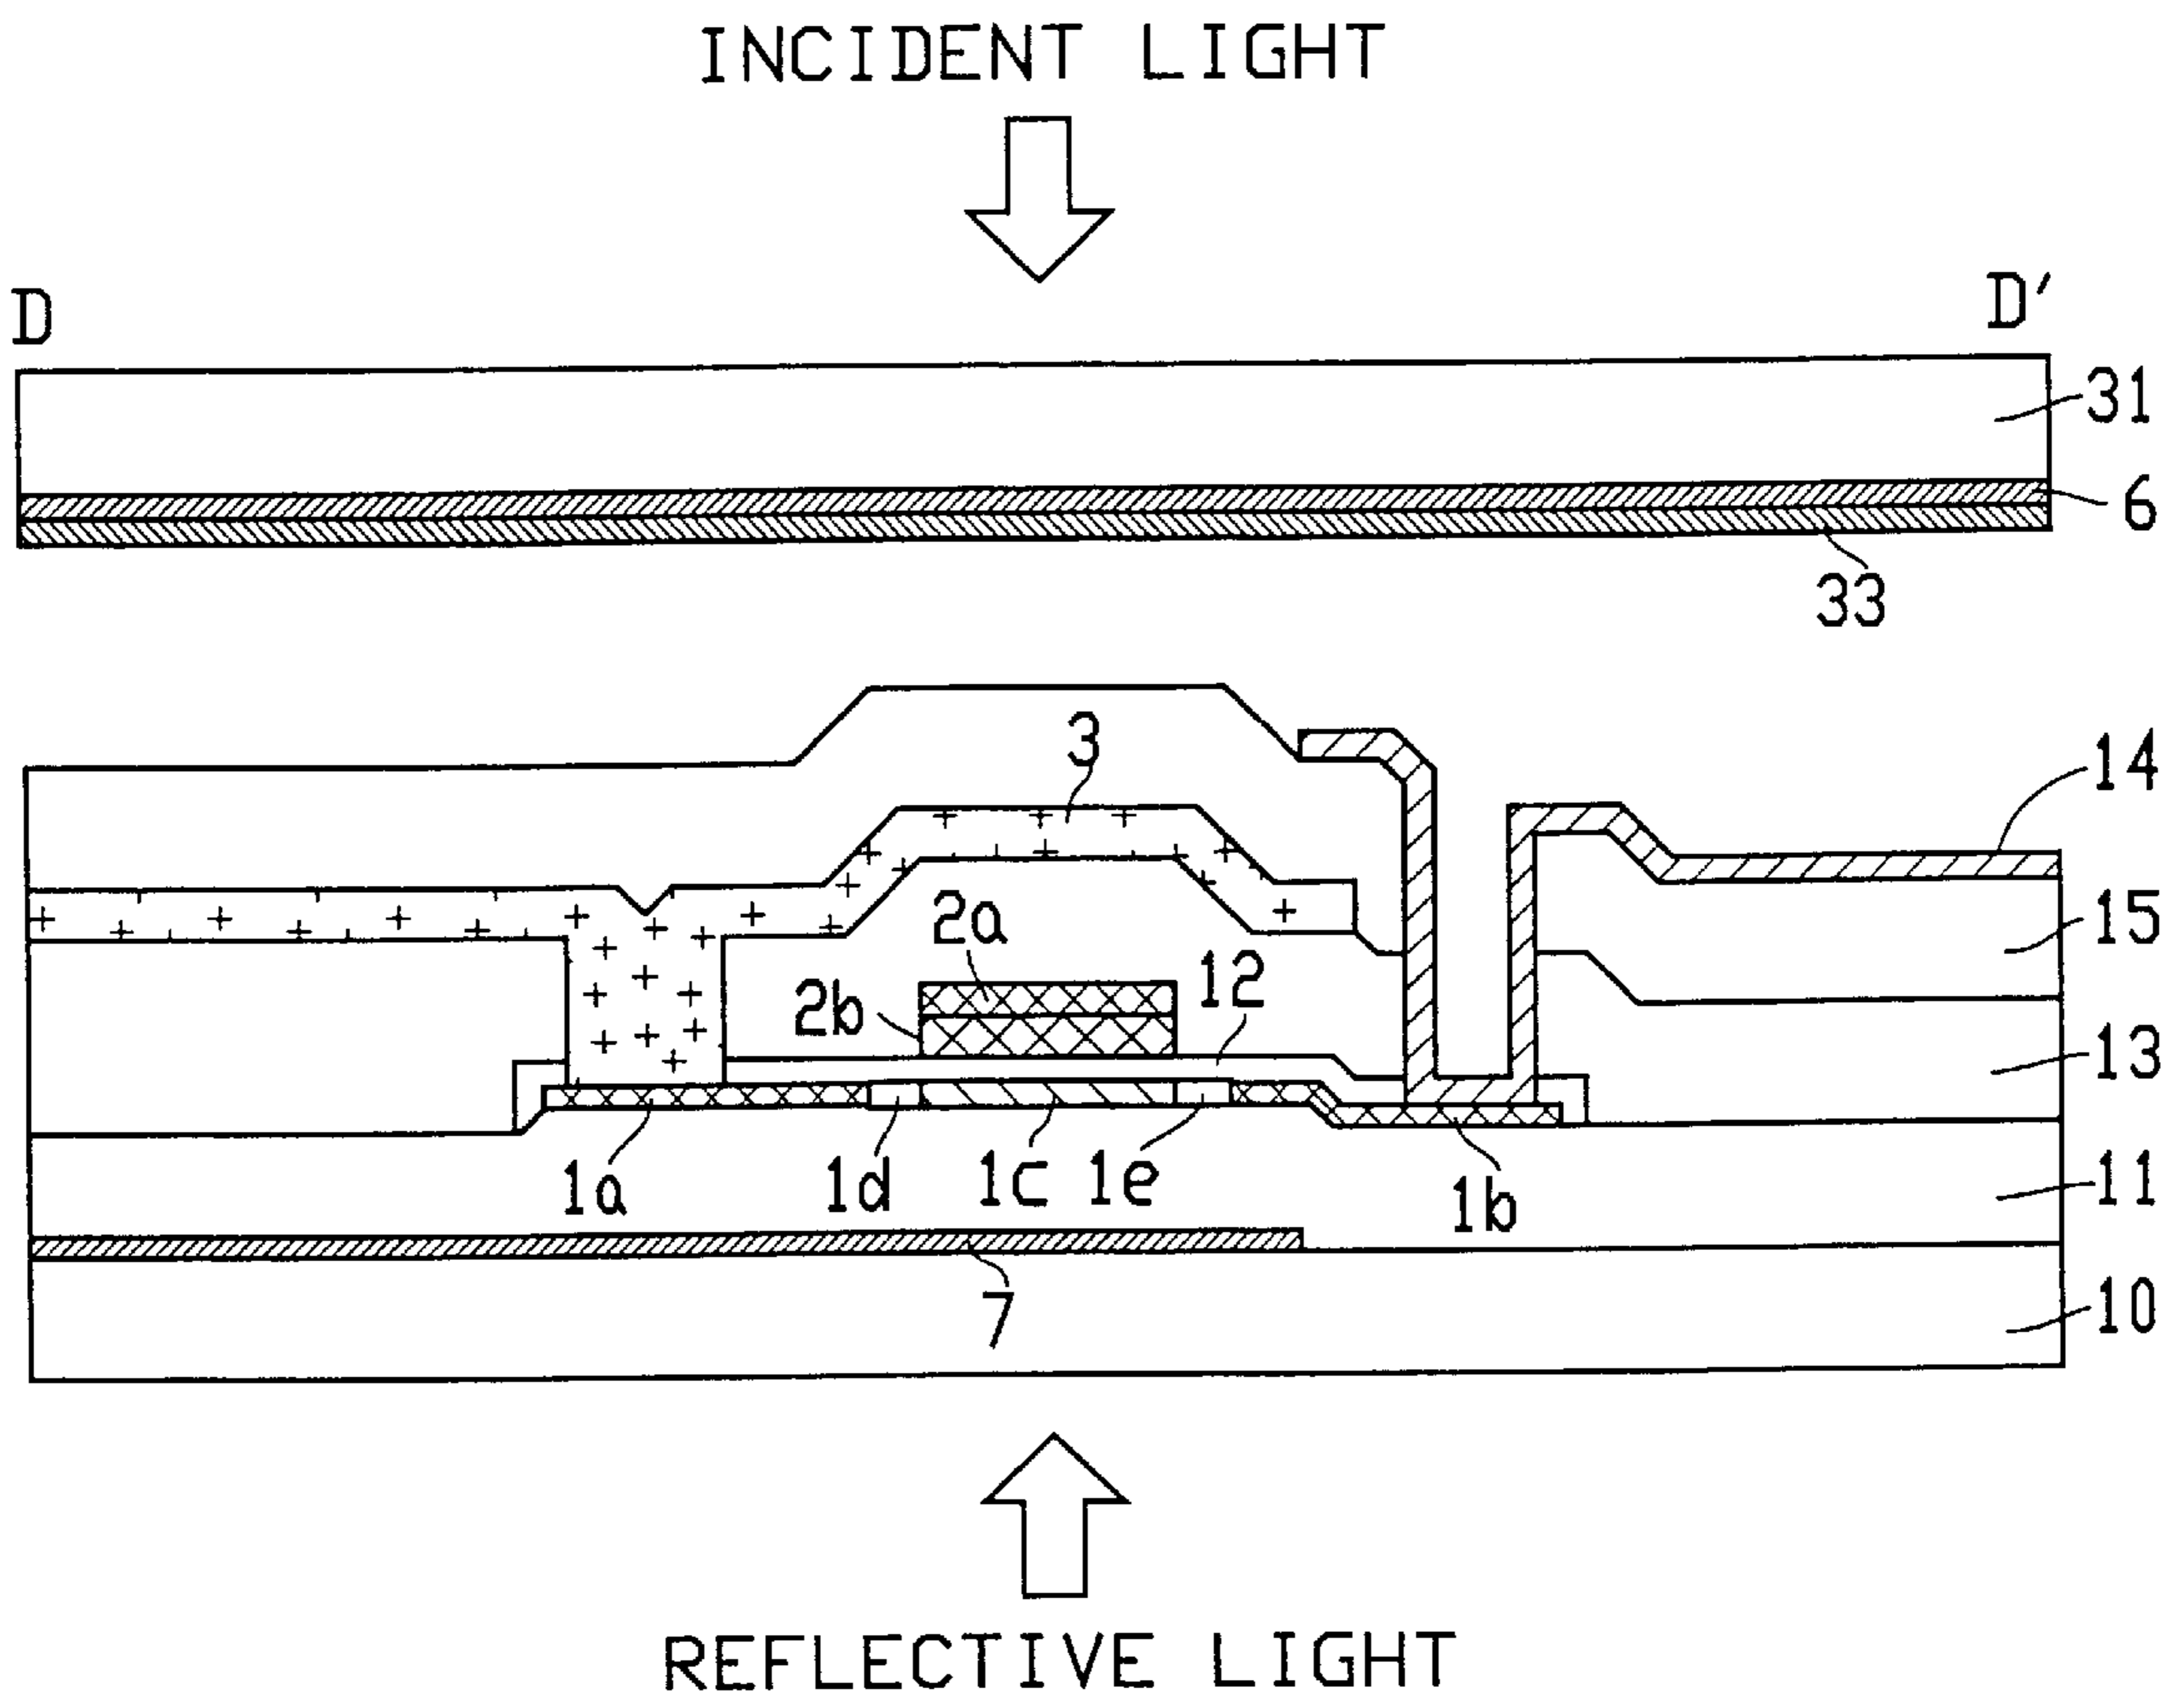 INCIDENT LIGHT
D D'
31
6
33
3
14
2a
15
2b
12
13
1a 1d 1c 1e 1b
11
7
10
REFLECTIVE LIGHT